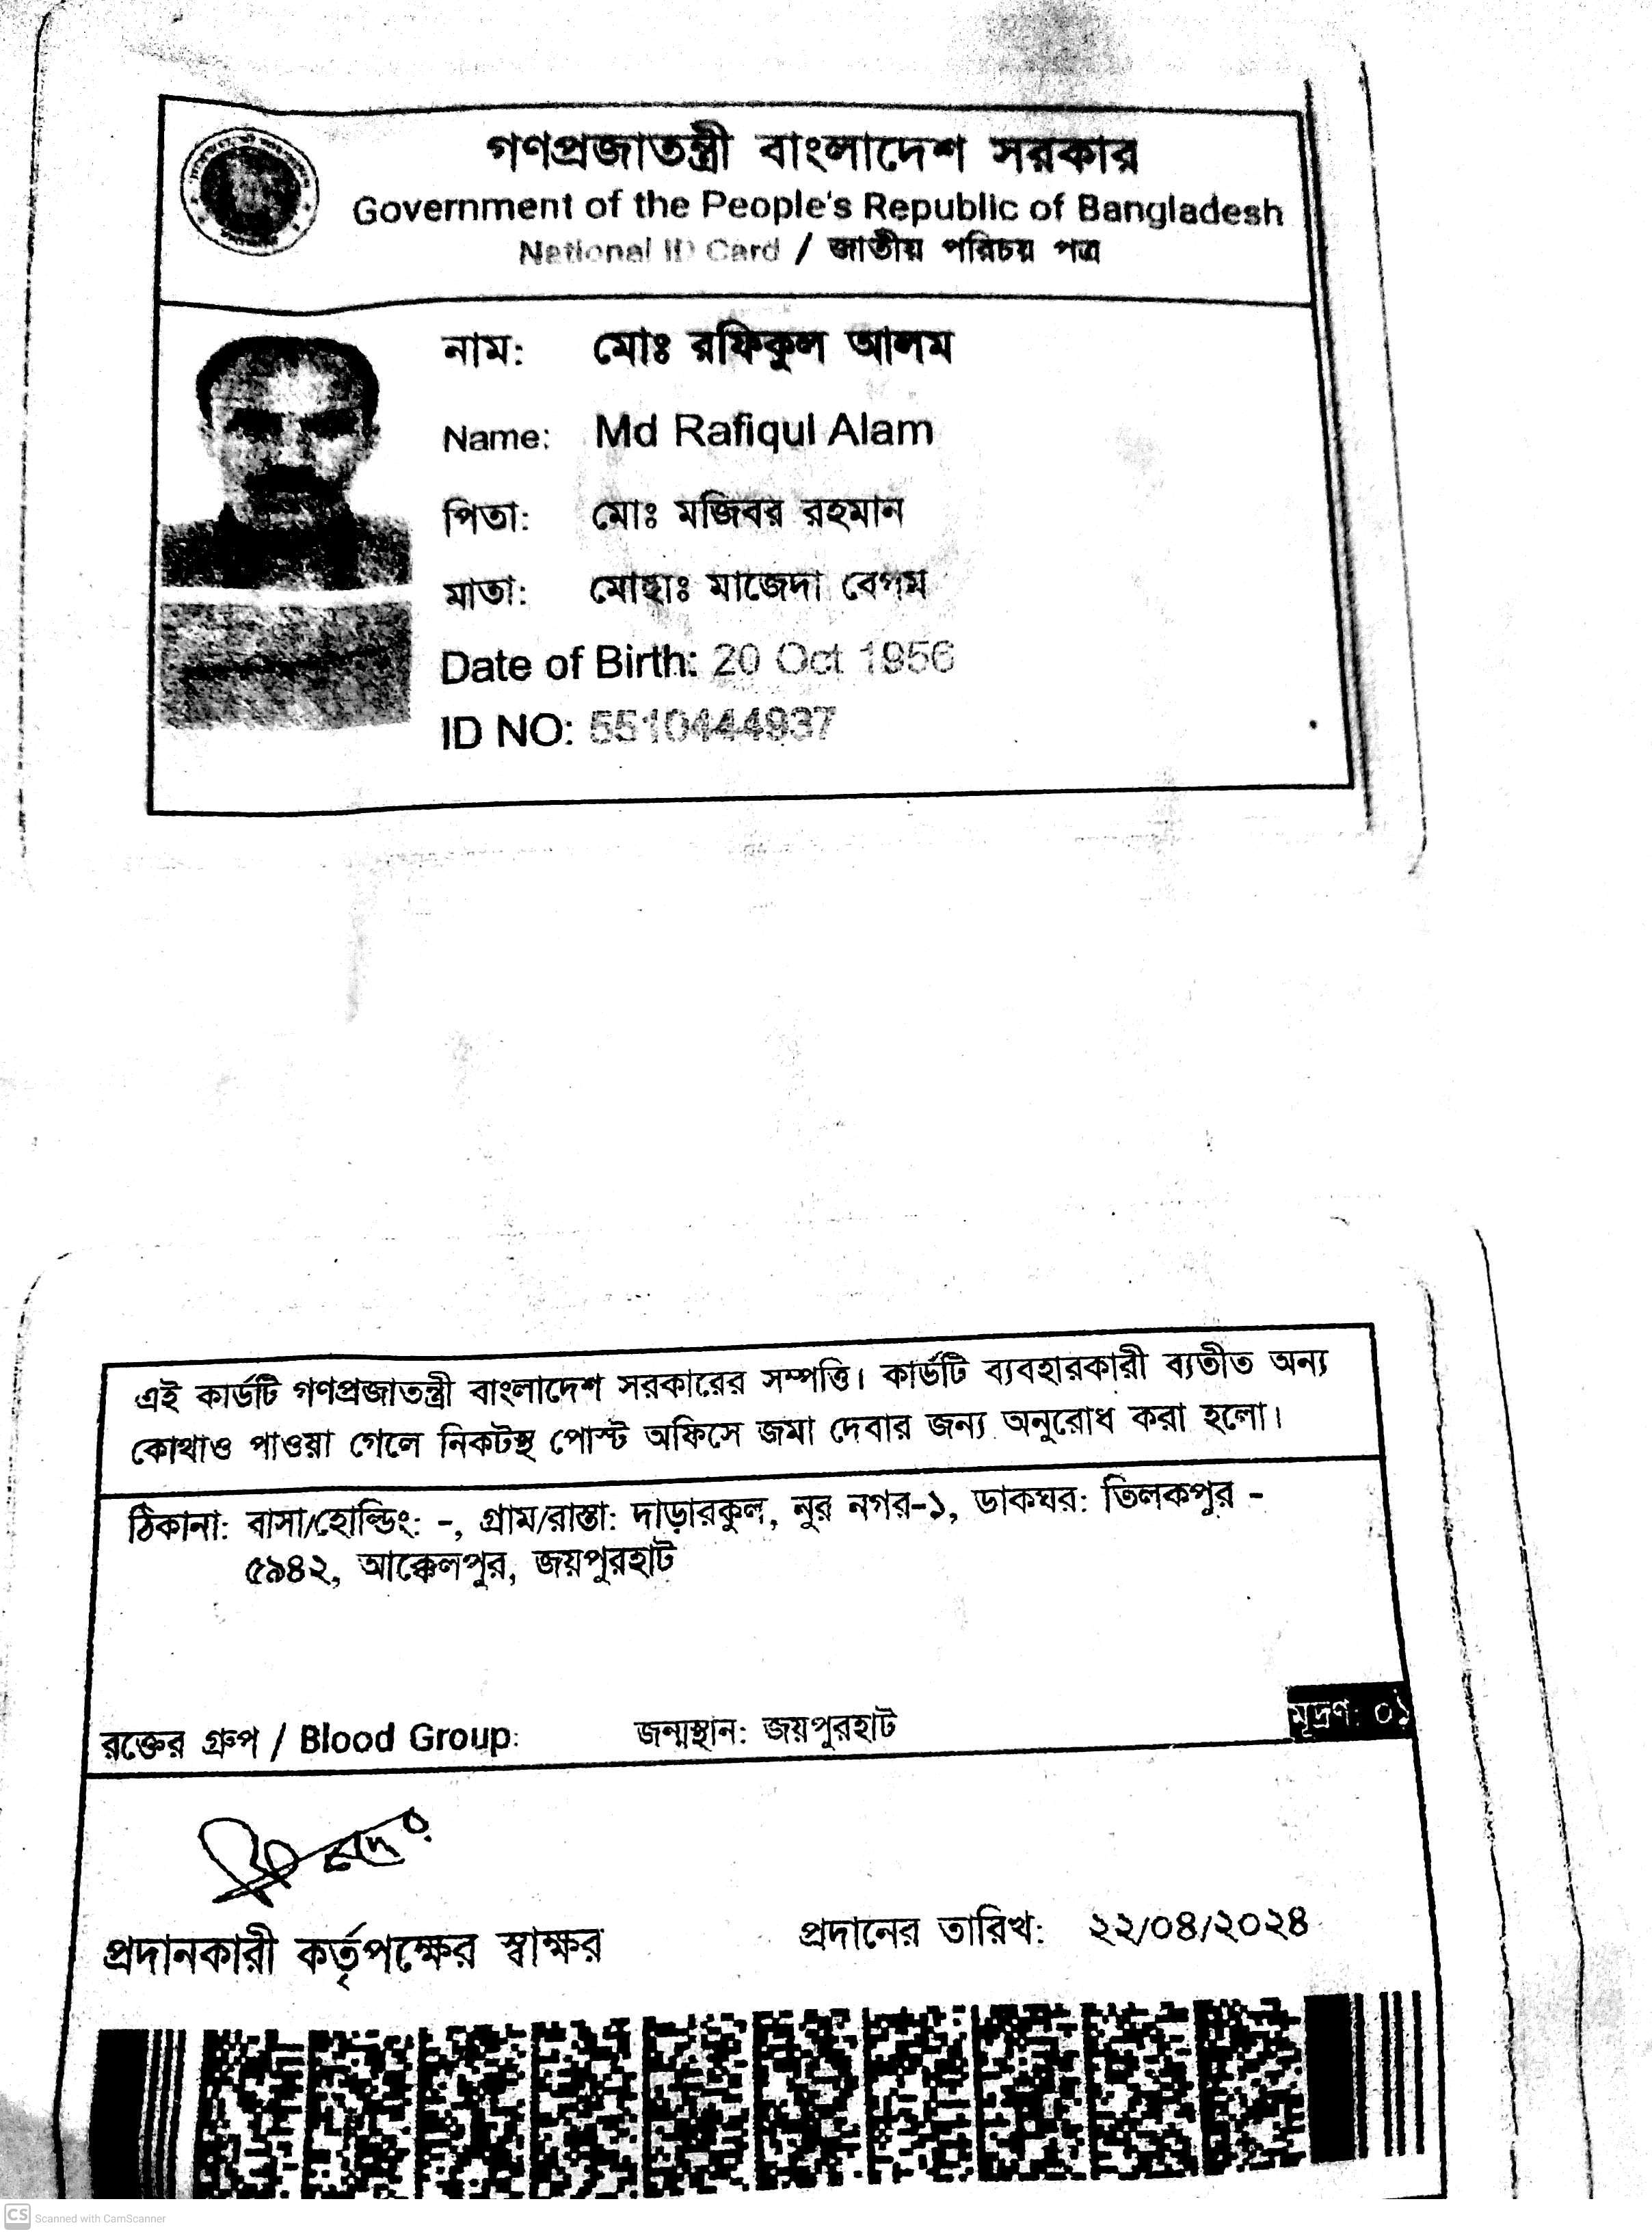 গণপ্রজাতন্ত্রী বাংলাদেশ সরকার
Government of the People's Republic of Bangladesh
National ID Card / জাতীয় পরিচয় পত্র
নাম: মোঃ রফিকুল আলম
Name: Md Rafiqul Alam
পিতা: মোঃ মজিবর রহমান
মাতা: মোছাঃ মাজেদা বেগম
Date of Birth: 20 Oct 1956
ID NO: 5510444937
এই কার্ডটি গণপ্রজাতন্ত্রী বাংলাদেশ সরকারের সম্পত্তি। কার্ডটি ব্যবহারকারী ব্যতীত অন্য
কোথাও পাওয়া গেলে নিকটস্থ পোস্ট অফিসে জমা দেবার জন্য অনুরোধ করা হলো।
ঠিকানা: বাসা/হোল্ডিং: -, গ্রাম/রাস্তা: দাড়ারকুল, নুর নগর-১, ডাকঘর: তিলকপুর -
৫৯৪২, আক্কেলপুর, জয়পুরহাট
রক্তের গ্রুপ / Blood Group: জন্মস্থান: জয়পুরহাট মূদ্রণ: ০১
প্রদানকারী কর্তৃপক্ষের স্বাক্ষর প্রদানের তারিখ: ২২/০৪/২০২৪
CS Scanned with CamScanner